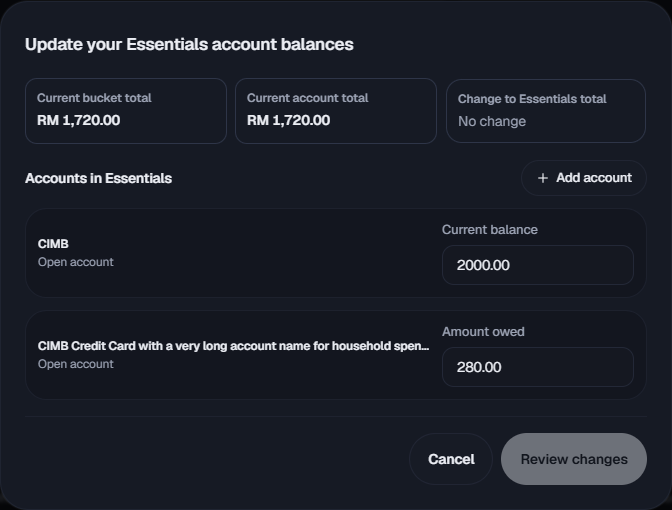 Update your Essentials account balances
Current bucket total
RM 1,720.00
Current account total
RM 1,720.00
Change to Essentials total
No change
Accounts in Essentials
+ Add account
CIMB
Open account
Current balance
2000.00
CIMB Credit Card with a very long account name for household spen...
Open account
Amount owed
280.00
Cancel
Review changes